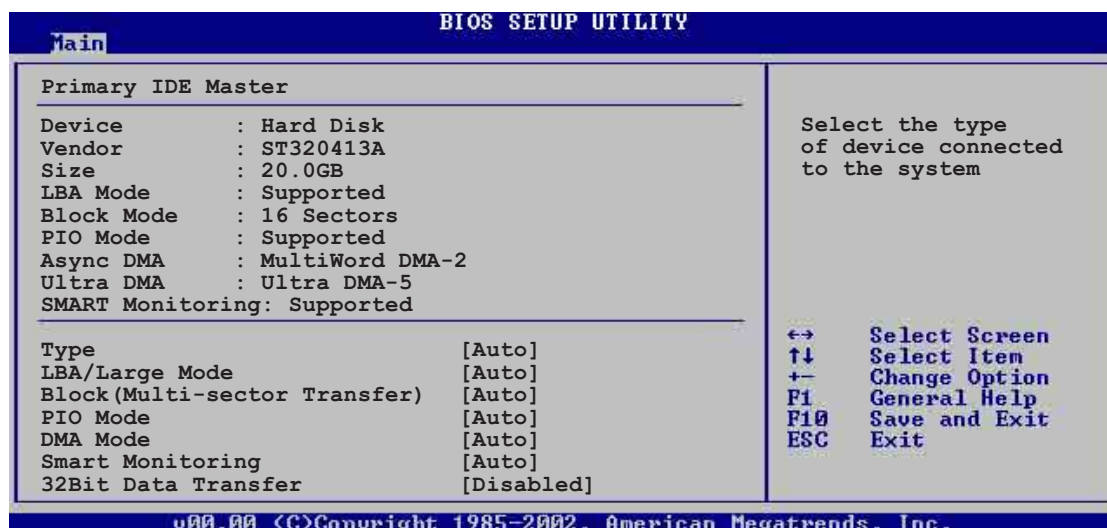 BIOS SETUP UTILITY
Main
Primary IDE Master
Device : Hard Disk
Vendor : ST320413A
Size : 20.0GB
LBA Mode : Supported
Block Mode : 16 Sectors
PIO Mode : Supported
Async DMA : MultiWord DMA-2
Ultra DMA : Ultra DMA-5
SMART Monitoring: Supported
Type [Auto]
LBA/Large Mode [Auto]
Block(Multi-sector Transfer) [Auto]
PIO Mode [Auto]
DMA Mode [Auto]
Smart Monitoring [Auto]
32Bit Data Transfer [Disabled]
Select the type
of device connected
to the system
←→ Select Screen
↑↓ Select Item
+- Change Option
F1 General Help
F10 Save and Exit
ESC Exit
v00.00 (C)Copyright 1985-2002, American Megatrends, Inc.